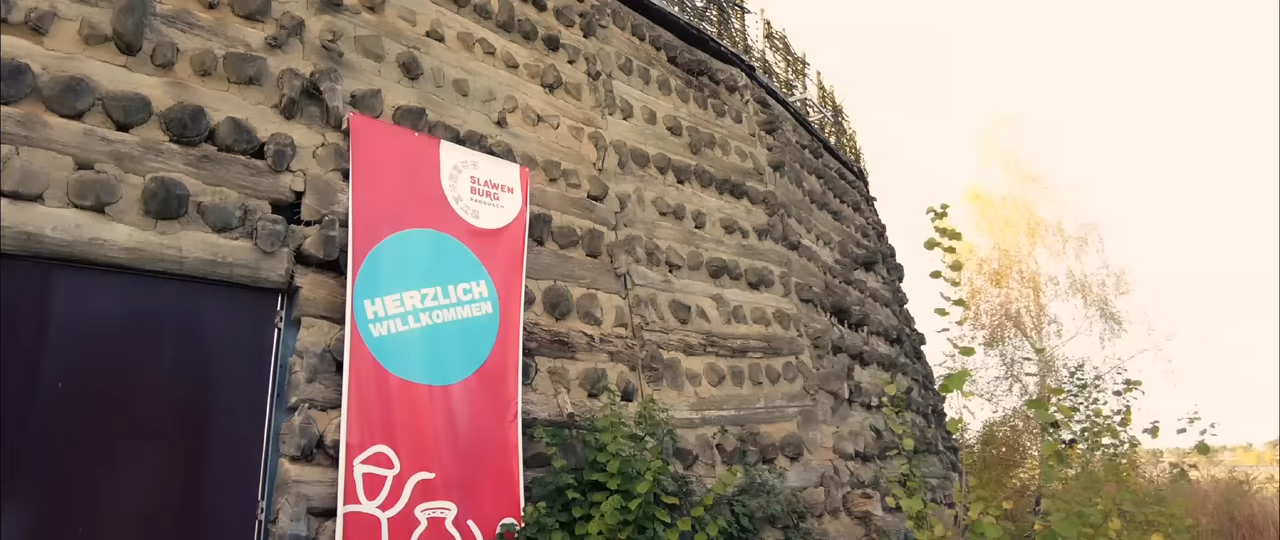 SLAWEN
BURG
RADDUSCH
HERZLICH
WILLKOMMEN